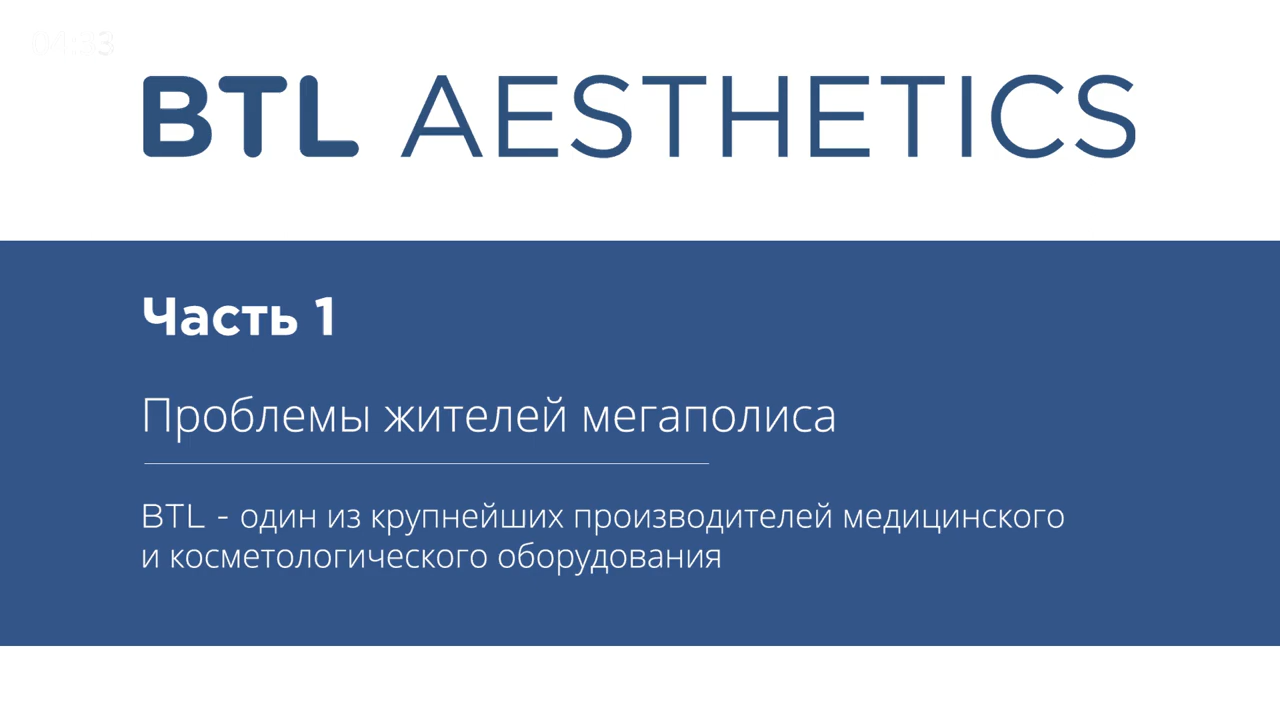 BTL AESTHETICS
Часть 1
Проблемы жителей мегаполиса
BTL - один из крупнейших производителей медицинского
и косметологического оборудования